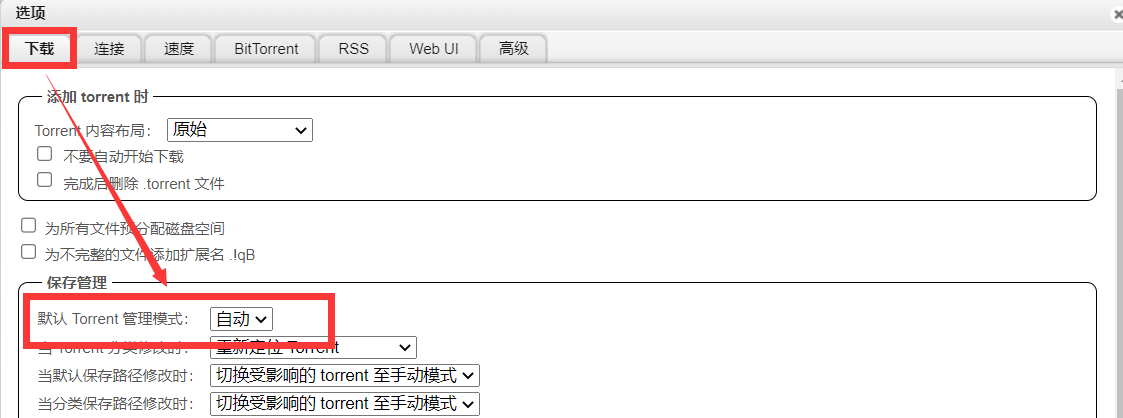 选项
下载 连接 速度 BitTorrent RSS Web UI 高级
添加 torrent 时
Torrent 内容布局： 原始
不要自动开始下载
完成后删除 .torrent 文件
为所有文件预分配磁盘空间
为不完整的文件添加扩展名 .!qB
保存管理
默认 Torrent 管理模式： 自动
当 Torrent 分类修改时： 重新定位 Torrent
当默认保存路径修改时： 切换受影响的 torrent 至手动模式
当分类保存路径修改时： 切换受影响的 torrent 至手动模式